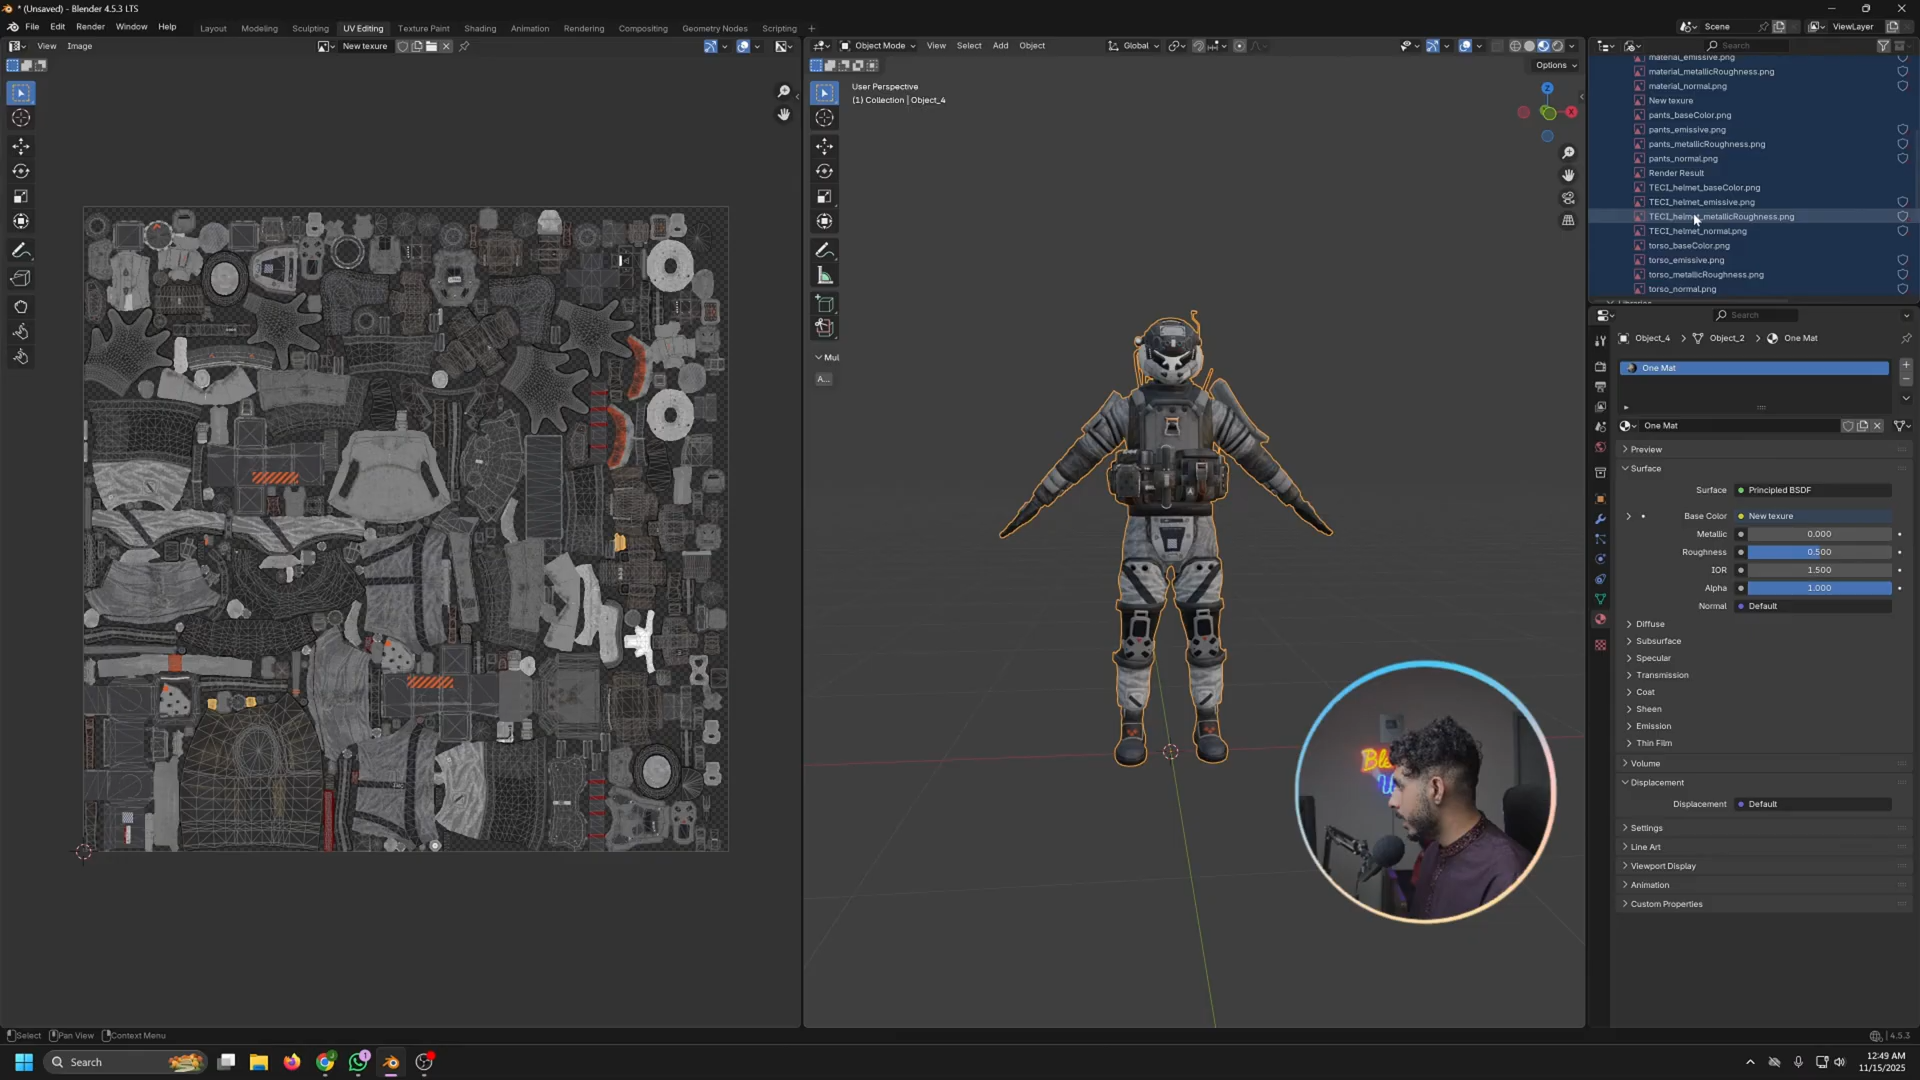 * (Unsaved) - Blender 4.5.3 LTS
File Edit Render Window Help Layout Modeling Sculpting UV Editing Texture Paint Shading Animation Rendering Compositing Geometry Nodes Scripting + Scene ViewLayer
View Image New texure Object Mode View Select Add Object Global Search
Options
User Perspective
(1) Collection | Object_4
Z
X
Mul
A...
material_emissive.png
material_metallicRoughness.png
material_normal.png
New texure
pants_baseColor.png
pants_emissive.png
pants_metallicRoughness.png
pants_normal.png
Render Result
TECI_helmet_baseColor.png
TECI_helmet_emissive.png
TECI_helmet_metallicRoughness.png
TECI_helmet_normal.png
torso_baseColor.png
torso_emissive.png
torso_metallicRoughness.png
torso_normal.png
Search
Object_4 > Object_2 > One Mat
One Mat
One Mat
Preview
Surface
Surface Principled BSDF
Base Color New texure
Metallic 0.000
Roughness 0.500
IOR 1.500
Alpha 1.000
Normal Default
Diffuse
Subsurface
Specular
Transmission
Coat
Sheen
Emission
Thin Film
Volume
Displacement
Displacement Default
Settings
Line Art
Viewport Display
Animation
Custom Properties
Select Pan View Context Menu 4.5.3
Search 1 12:49 AM
11/15/2025